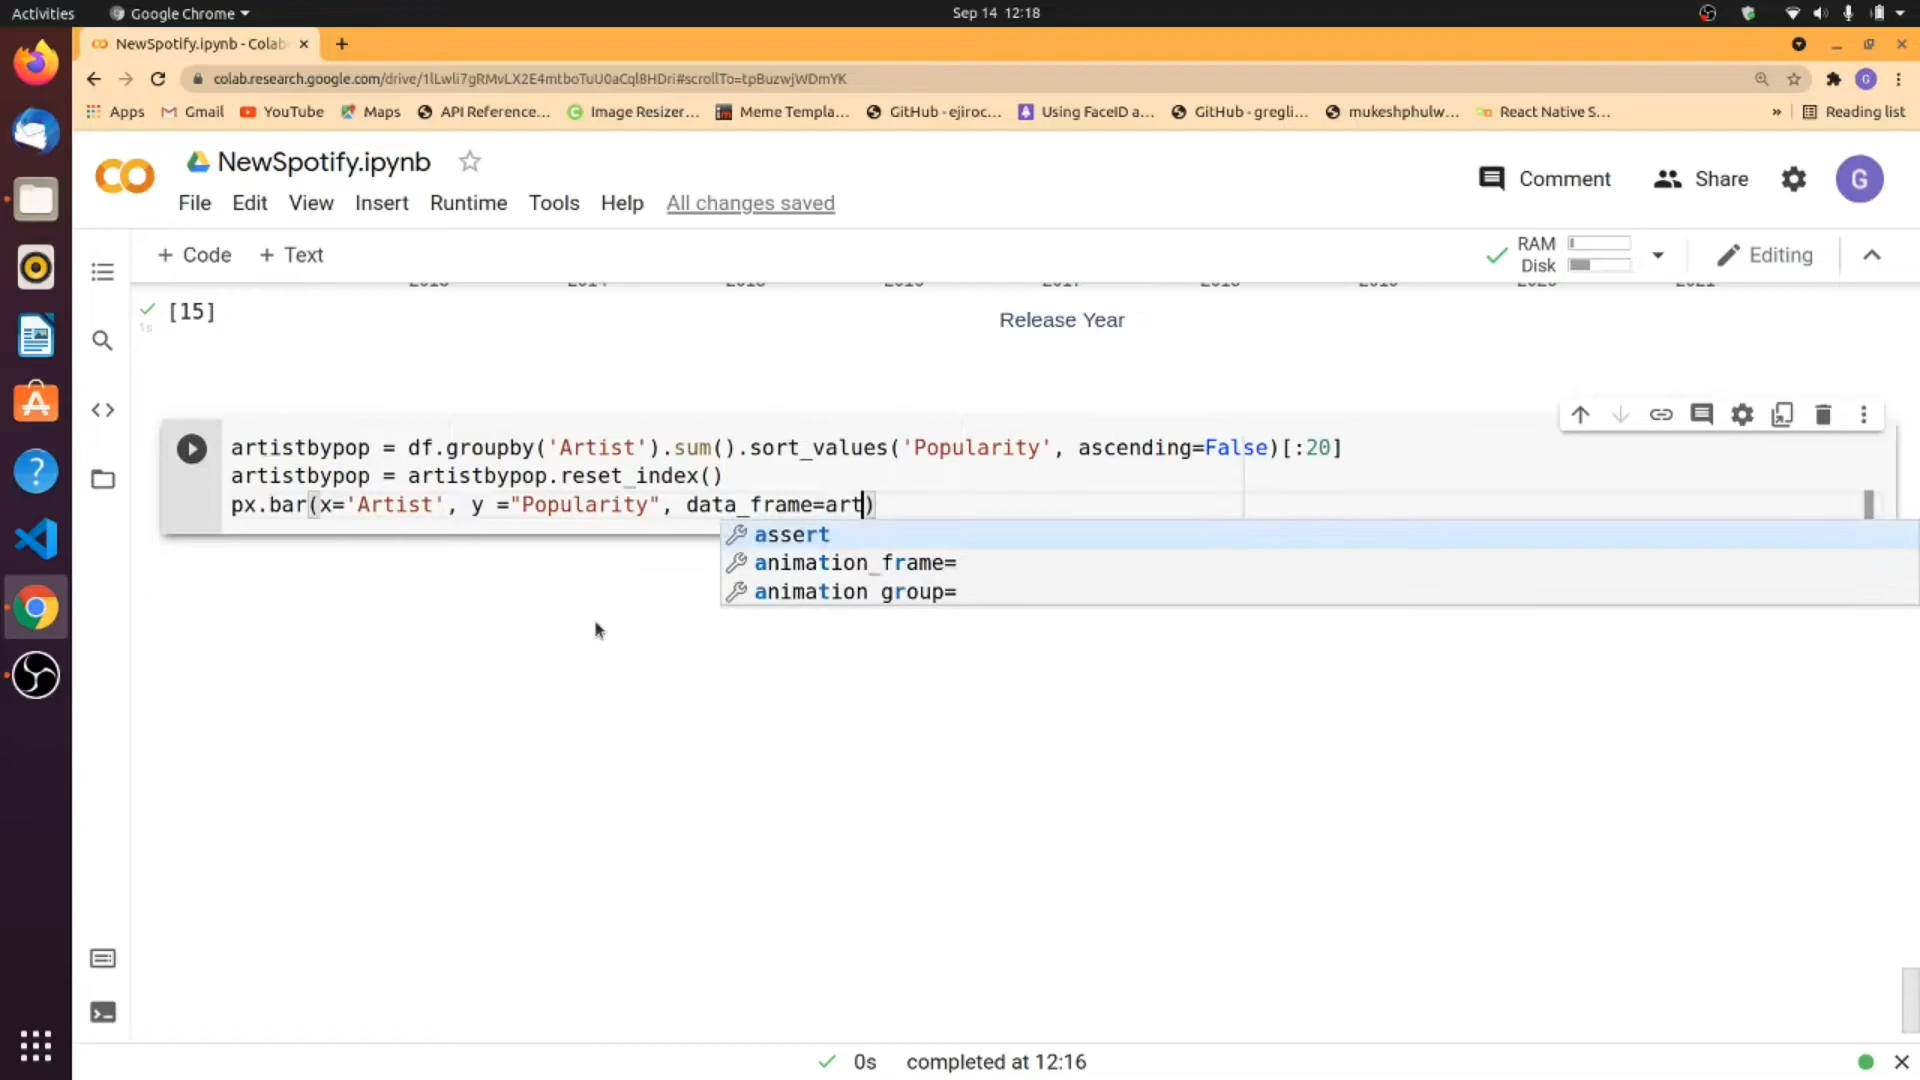 Activities Google Chrome Sep 14 12:18
NewSpotify.ipynb - Colab
colab.research.google.com/drive/1lLwli7gRMvLX2E4mtboTuU0aCql8HDri#scrollTo=tpBuzwjWDmYK
Apps Gmail YouTube Maps API Reference... Image Resizer... Meme Templa... GitHub - ejiroc... Using FaceID a... GitHub - gregli... mukeshphulw... React Native S... » Reading list
NewSpotify.ipynb
Comment Share G
File Edit View Insert Runtime Tools Help All changes saved
+ Code + Text RAM Disk Editing
[15] 1s
Release Year
artistbypop = df.groupby('Artist').sum().sort_values('Popularity', ascending=False)[:20]
artistbypop = artistbypop.reset_index()
px.bar(x='Artist', y ="Popularity", data_frame=art)
assert
animation_frame=
animation_group=
0s completed at 12:16